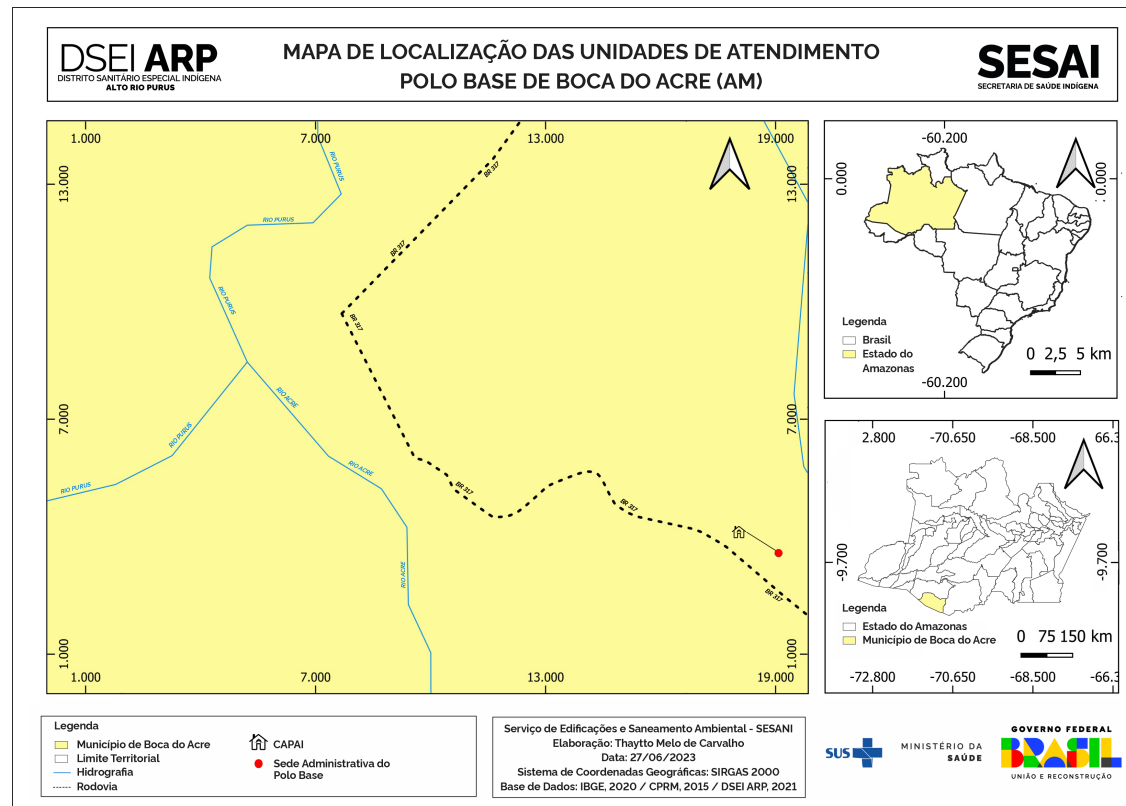 DSEI ARP
DISTRITO SANITÁRIO ESPECIAL INDÍGENA
ALTO RIO PURUS
MAPA DE LOCALIZAÇÃO DAS UNIDADES DE ATENDIMENTO
POLO BASE DE BOCA DO ACRE (AM)
SESAI
SECRETARIA DE SAÚDE INDÍGENA
1.000 7.000 13.000 19.000
13.000 13.000
7.000 7.000
1.000 1.000
RIO PURUS
RIO PURUS
RIO PURUS
RIO PURUS
RIO PURUS
RIO ACRE
RIO ACRE
RIO ACRE
BR 317
BR 317
BR 317
BR 317
BR 317
BR 317
1.000 7.000 13.000 19.000
-60.200
0.000 0.000
Legenda
Brasil
Estado do
Amazonas
0 2,5 5 km
-60.200
2.800 -70.650 -68.500 66.3
-9.700 -9.700
Legenda
Estado do Amazonas
Município de Boca do Acre
0 75 150 km
-72.800 -70.650 -68.500 -66.3
Legenda
Município de Boca do Acre
Limite Territorial
Hidrografia
Rodovia
CAPAI
Sede Administrativa do
Polo Base
Serviço de Edificações e Saneamento Ambiental - SESANI
Elaboração: Thaytto Melo de Carvalho
Data: 27/06/2023
Sistema de Coordenadas Geográficas: SIRGAS 2000
Base de Dados: IBGE, 2020 / CPRM, 2015 / DSEI ARP, 2021
SUS
MINISTÉRIO DA
SAÚDE
GOVERNO FEDERAL
BRASIL
UNIÃO E RECONSTRUÇÃO